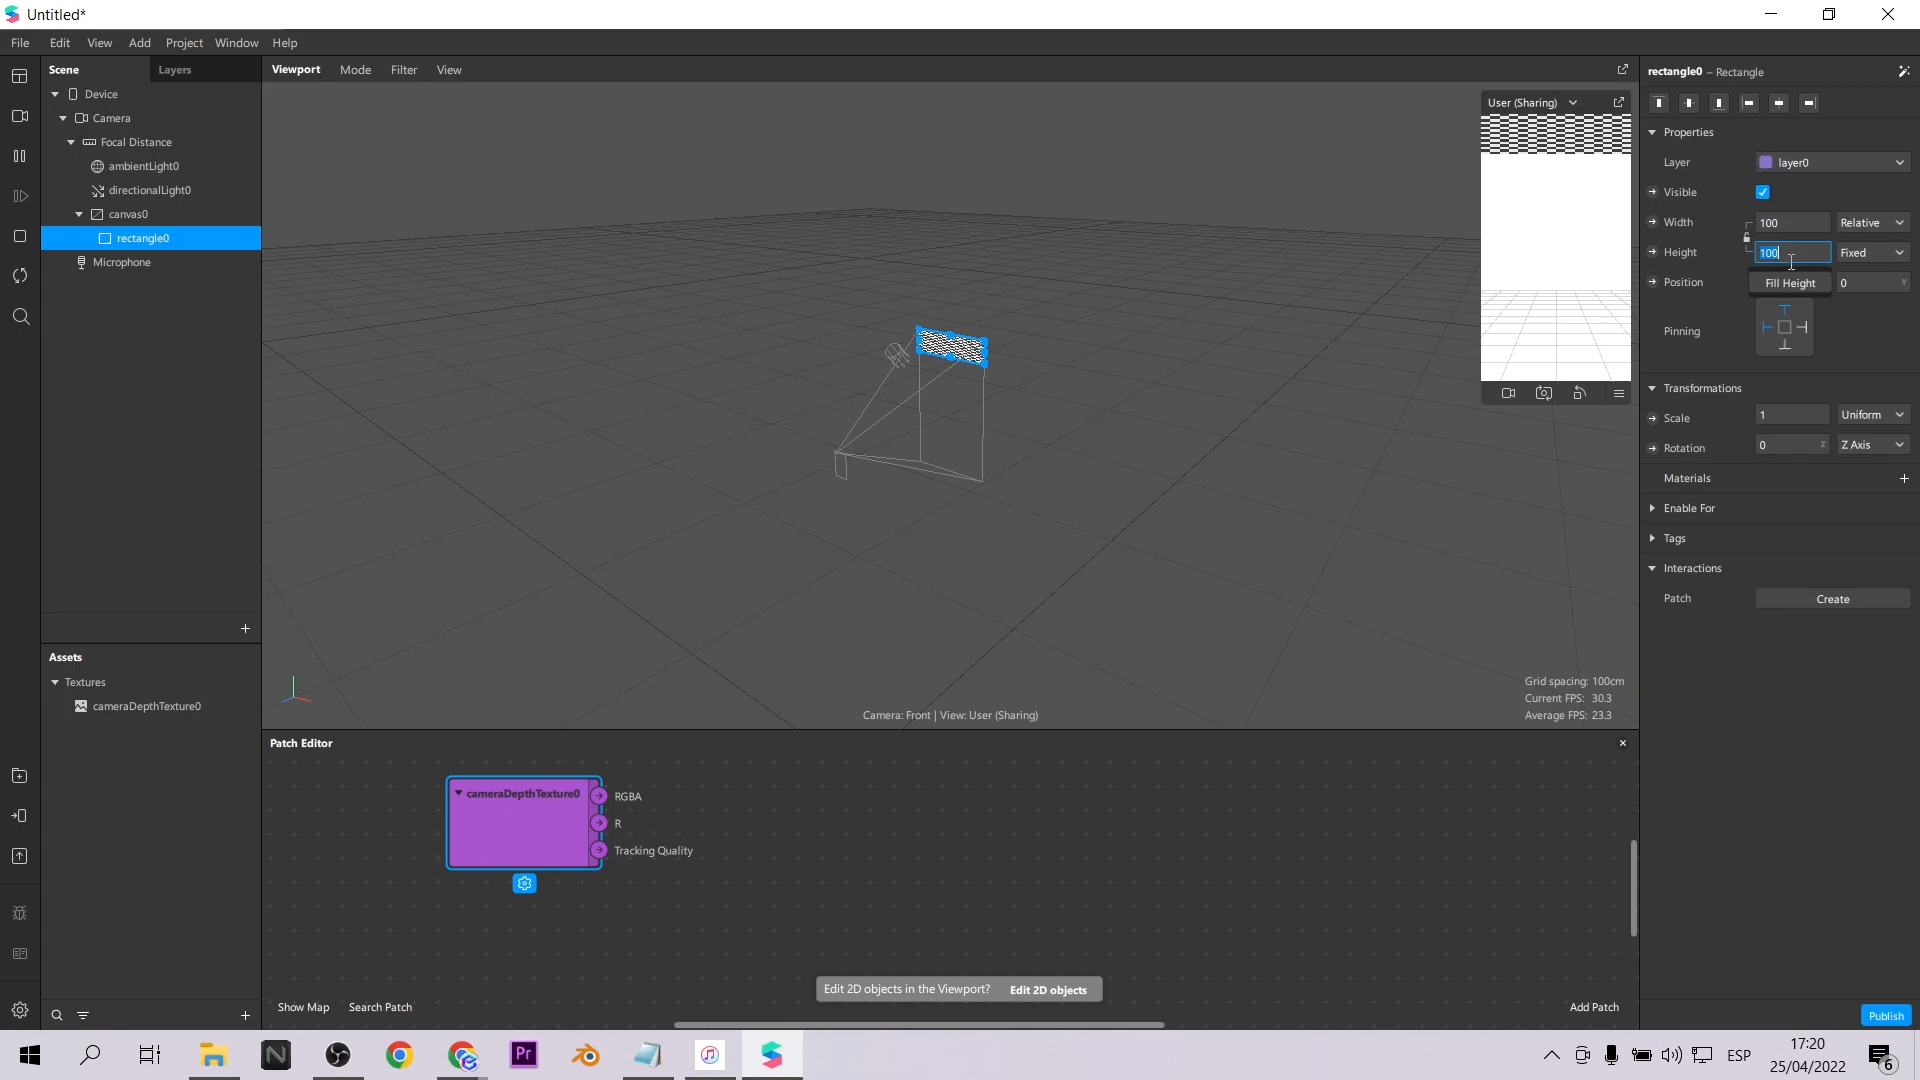 Untitled*
File Edit View Add Project Window Help
Scene Layers
Device
Camera
Focal Distance
ambientLight0
directionalLight0
canvas0
rectangle0
Microphone
+
Assets
Textures
cameraDepthTexture0
+
Viewport Mode Filter View
User (Sharing)
Grid spacing: 100cm
Current FPS: 30.3
Average FPS: 23.3
Camera: Front | View: User (Sharing)
Patch Editor
cameraDepthTexture0
RGBA
R
Tracking Quality
Edit 2D objects in the Viewport? Edit 2D objects
Show Map Search Patch Add Patch
rectangle0 – Rectangle
Properties
Layer layer0
Visible
Width 100 Relative
Height 100 Fixed
Position Fill Height 0 Y
Pinning
Transformations
Scale 1 Uniform
Rotation 0 Z Z Axis
Materials +
Enable For
Tags
Interactions
Patch Create
Publish
Pr
ESP
17:20
25/04/2022
6